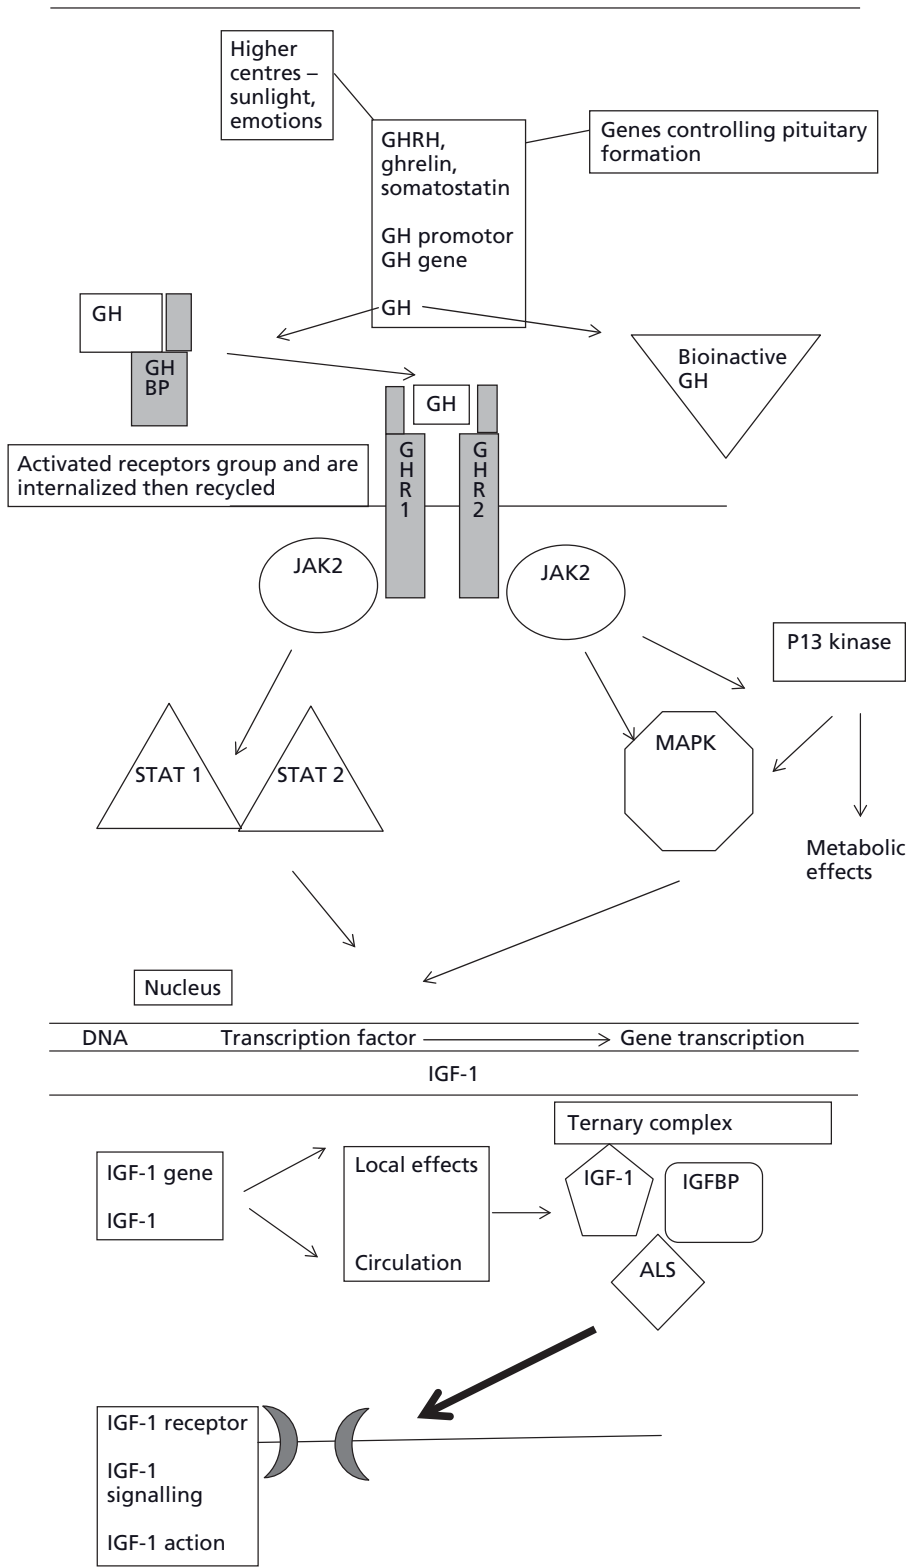 Higher
centres –
sunlight,
emotions
GHRH,
ghrelin,
somatostatin
GH promotor
GH gene
GH
Genes controlling pituitary
formation
GH
GH
BP
GH
Bioinactive
GH
Activated receptors group and are
internalized then recycled
G
H
R
1
G
H
R
2
JAK2
JAK2
P13 kinase
STAT 1
STAT 2
MAPK
Metabolic
effects
Nucleus
DNA
Transcription factor
Gene transcription
IGF-1
Ternary complex
IGF-1 gene
IGF-1
Local effects
Circulation
IGF-1
IGFBP
ALS
IGF-1 receptor
IGF-1
signalling
IGF-1 action